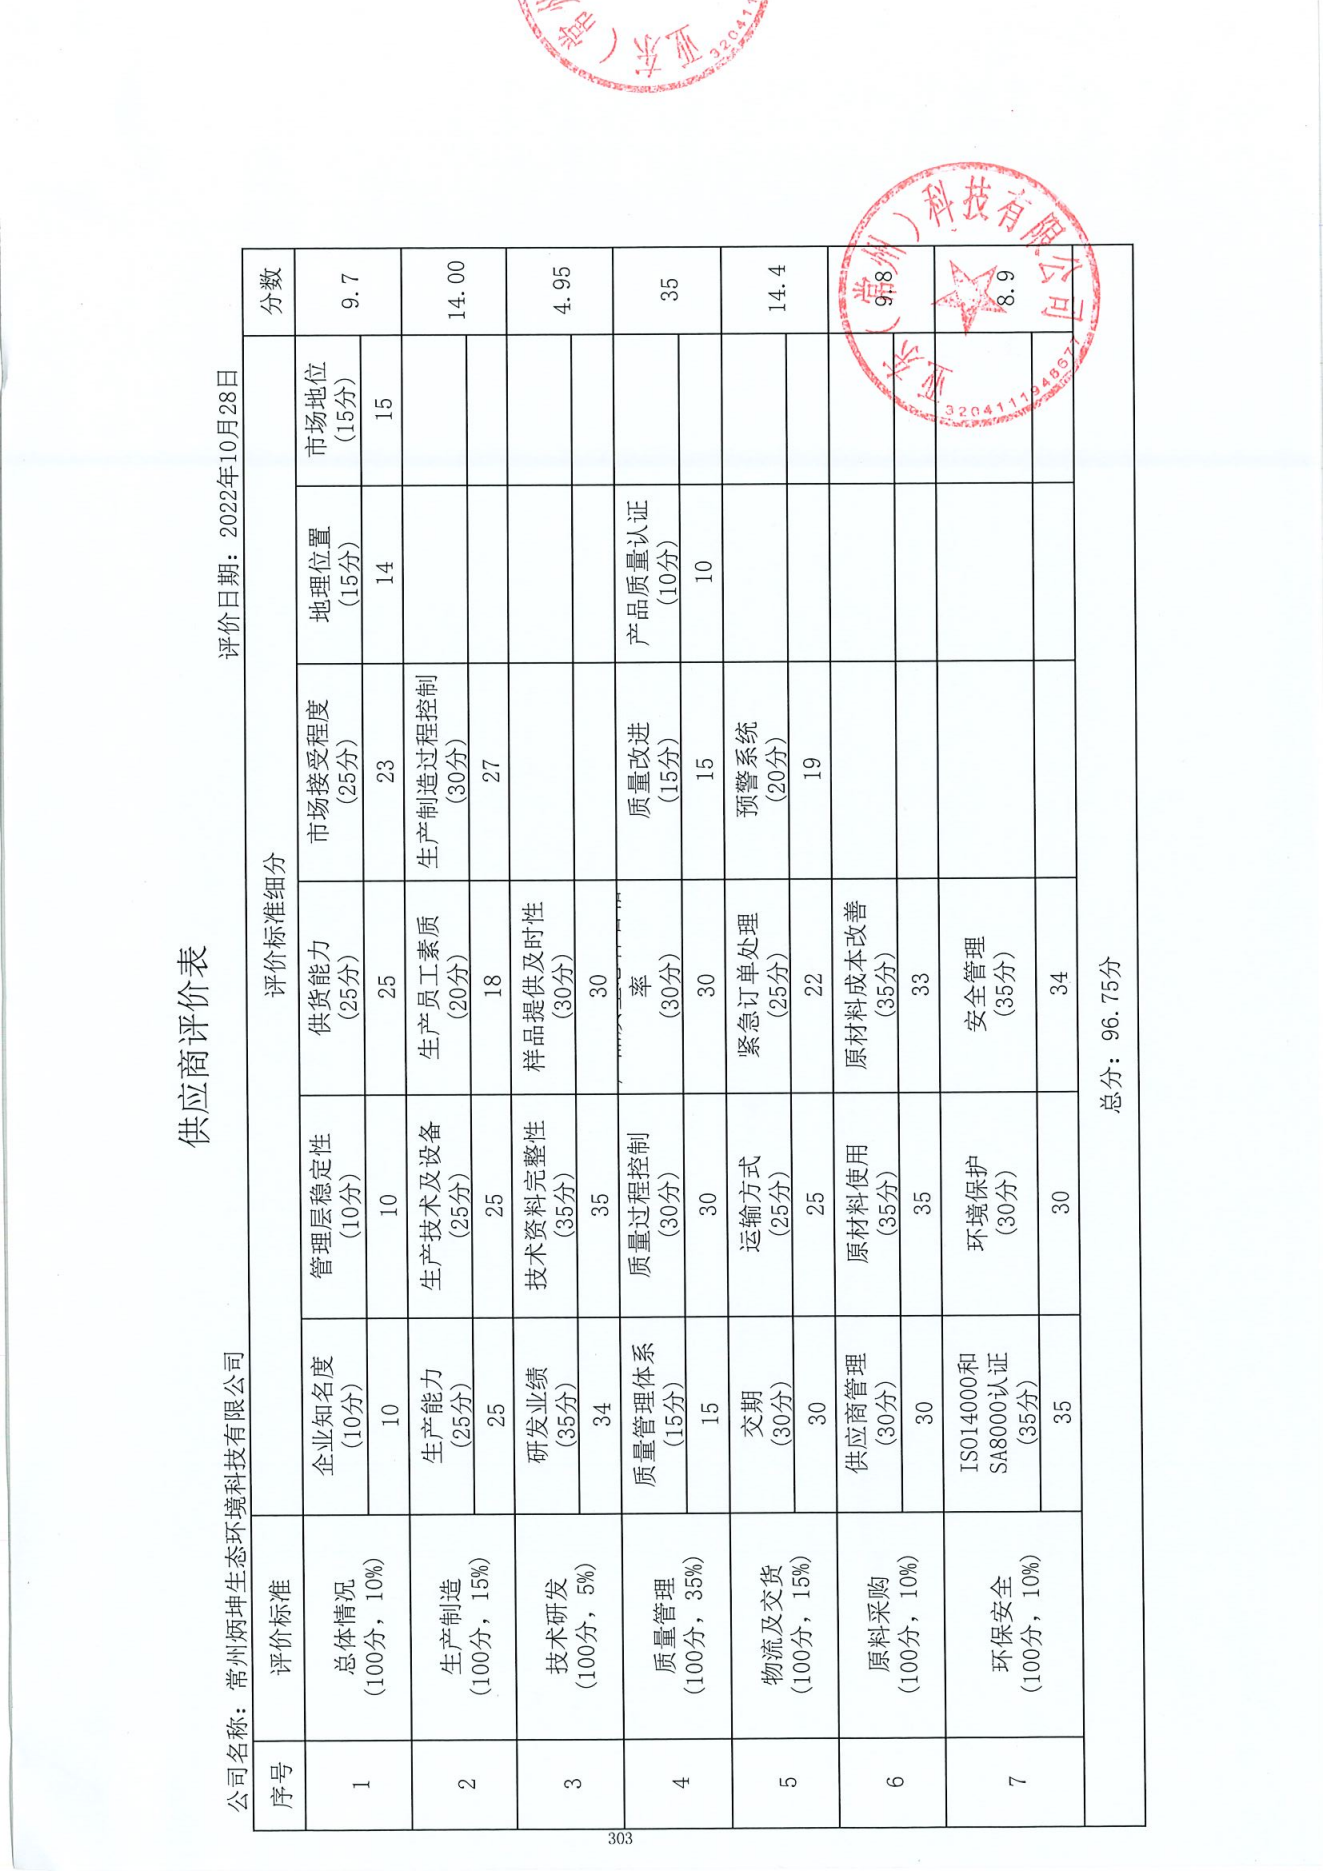 供应商评价表
公司名称：常州炳坤生态环境科技有限公司 评价日期：2022年10月28日
序号 评价标准 评价标准细分 分数
1 总体情况 (100分，10%) 企业知名度 (10分) 管理层稳定性 (10分) 供货能力 (25分) 市场接受程度 (25分) 地理位置 (15分) 市场地位 (15分) 9.7
10 10 25 23 14 15
2 生产制造 (100分，15%) 生产能力 (25分) 生产技术及设备 (25分) 生产员工素质 (20分) 生产制造过程控制 (30分) 14.00
25 25 18 27
3 技术研发 (100分，5%) 研发业绩 (35分) 技术资料完整性 (35分) 样品提供及时性 (30分) 4.95
34 35 30
4 质量管理 (100分，35%) 质量管理体系 (15分) 质量过程控制 (30分) 率 (30分) 质量改进 (15分) 产品质量认证 (10分) 35
15 30 30 15 10
5 物流及交货 (100分，15%) 交期 (30分) 运输方式 (25分) 紧急订单处理 (25分) 预警系统 (20分) 14.4
30 25 22 19
6 原料采购 (100分，10%) 供应商管理 (30分) 原材料使用 (35分) 原材料成本改善 (35分) 9.8
30 35 33
7 环保安全 (100分，10%) ISO14000和SA8000认证 (35分) 环境保护 (30分) 安全管理 (35分) 8.9
35 30 34
总分：96.75分
亚东（常州）科技有限公司
3204111948677
亚东（常州
320411
303